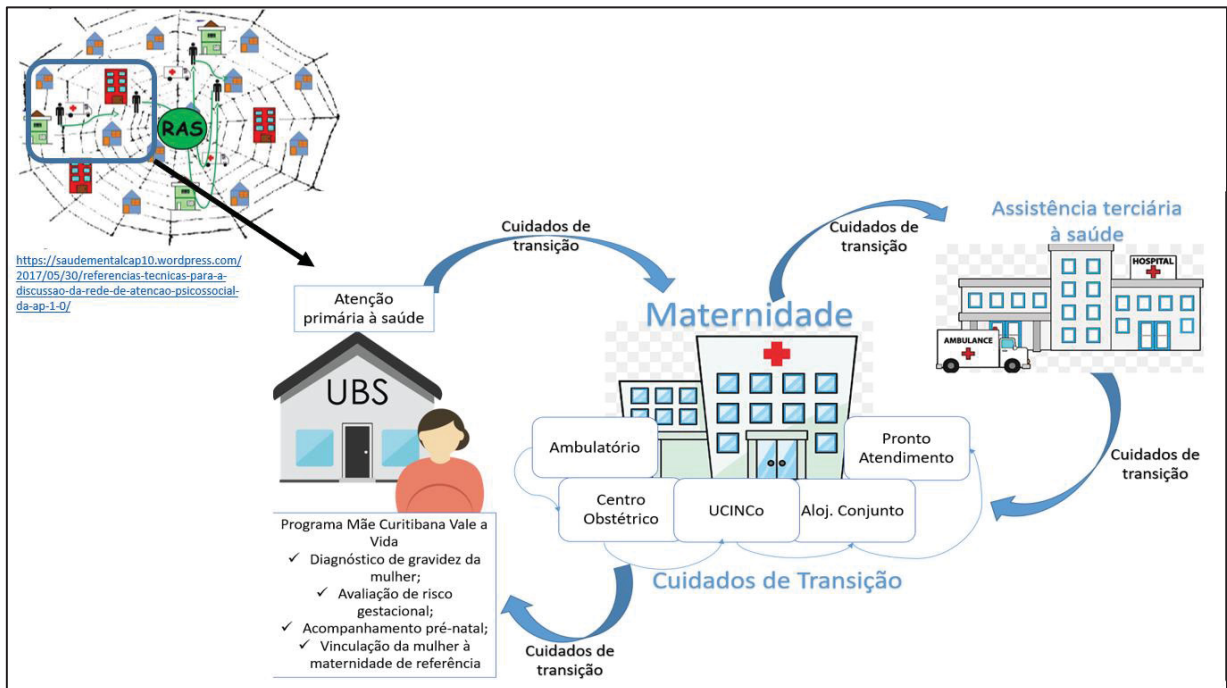 RAS
https://saudementalcap10.wordpress.com/
2017/05/30/referencias-tecnicas-para-a-
discussao-da-rede-de-atencao-psicossocial-
da-ap-1-0/
Cuidados de
transição
Cuidados de
transição
Assistência terciária
à saúde
HOSPITAL
AMBULANCE
Atenção
primária à saúde
Maternidade
UBS
Ambulatório
Pronto
Atendimento
Centro
Obstétrico
UCINCo
Aloj. Conjunto
Cuidados de
transição
Cuidados de Transição
Programa Mãe Curitibana Vale a
Vida
✓ Diagnóstico de gravidez da
mulher;
✓ Avaliação de risco
gestacional;
✓ Acompanhamento pré-natal;
✓ Vinculação da mulher à
maternidade de referência
Cuidados de
transição